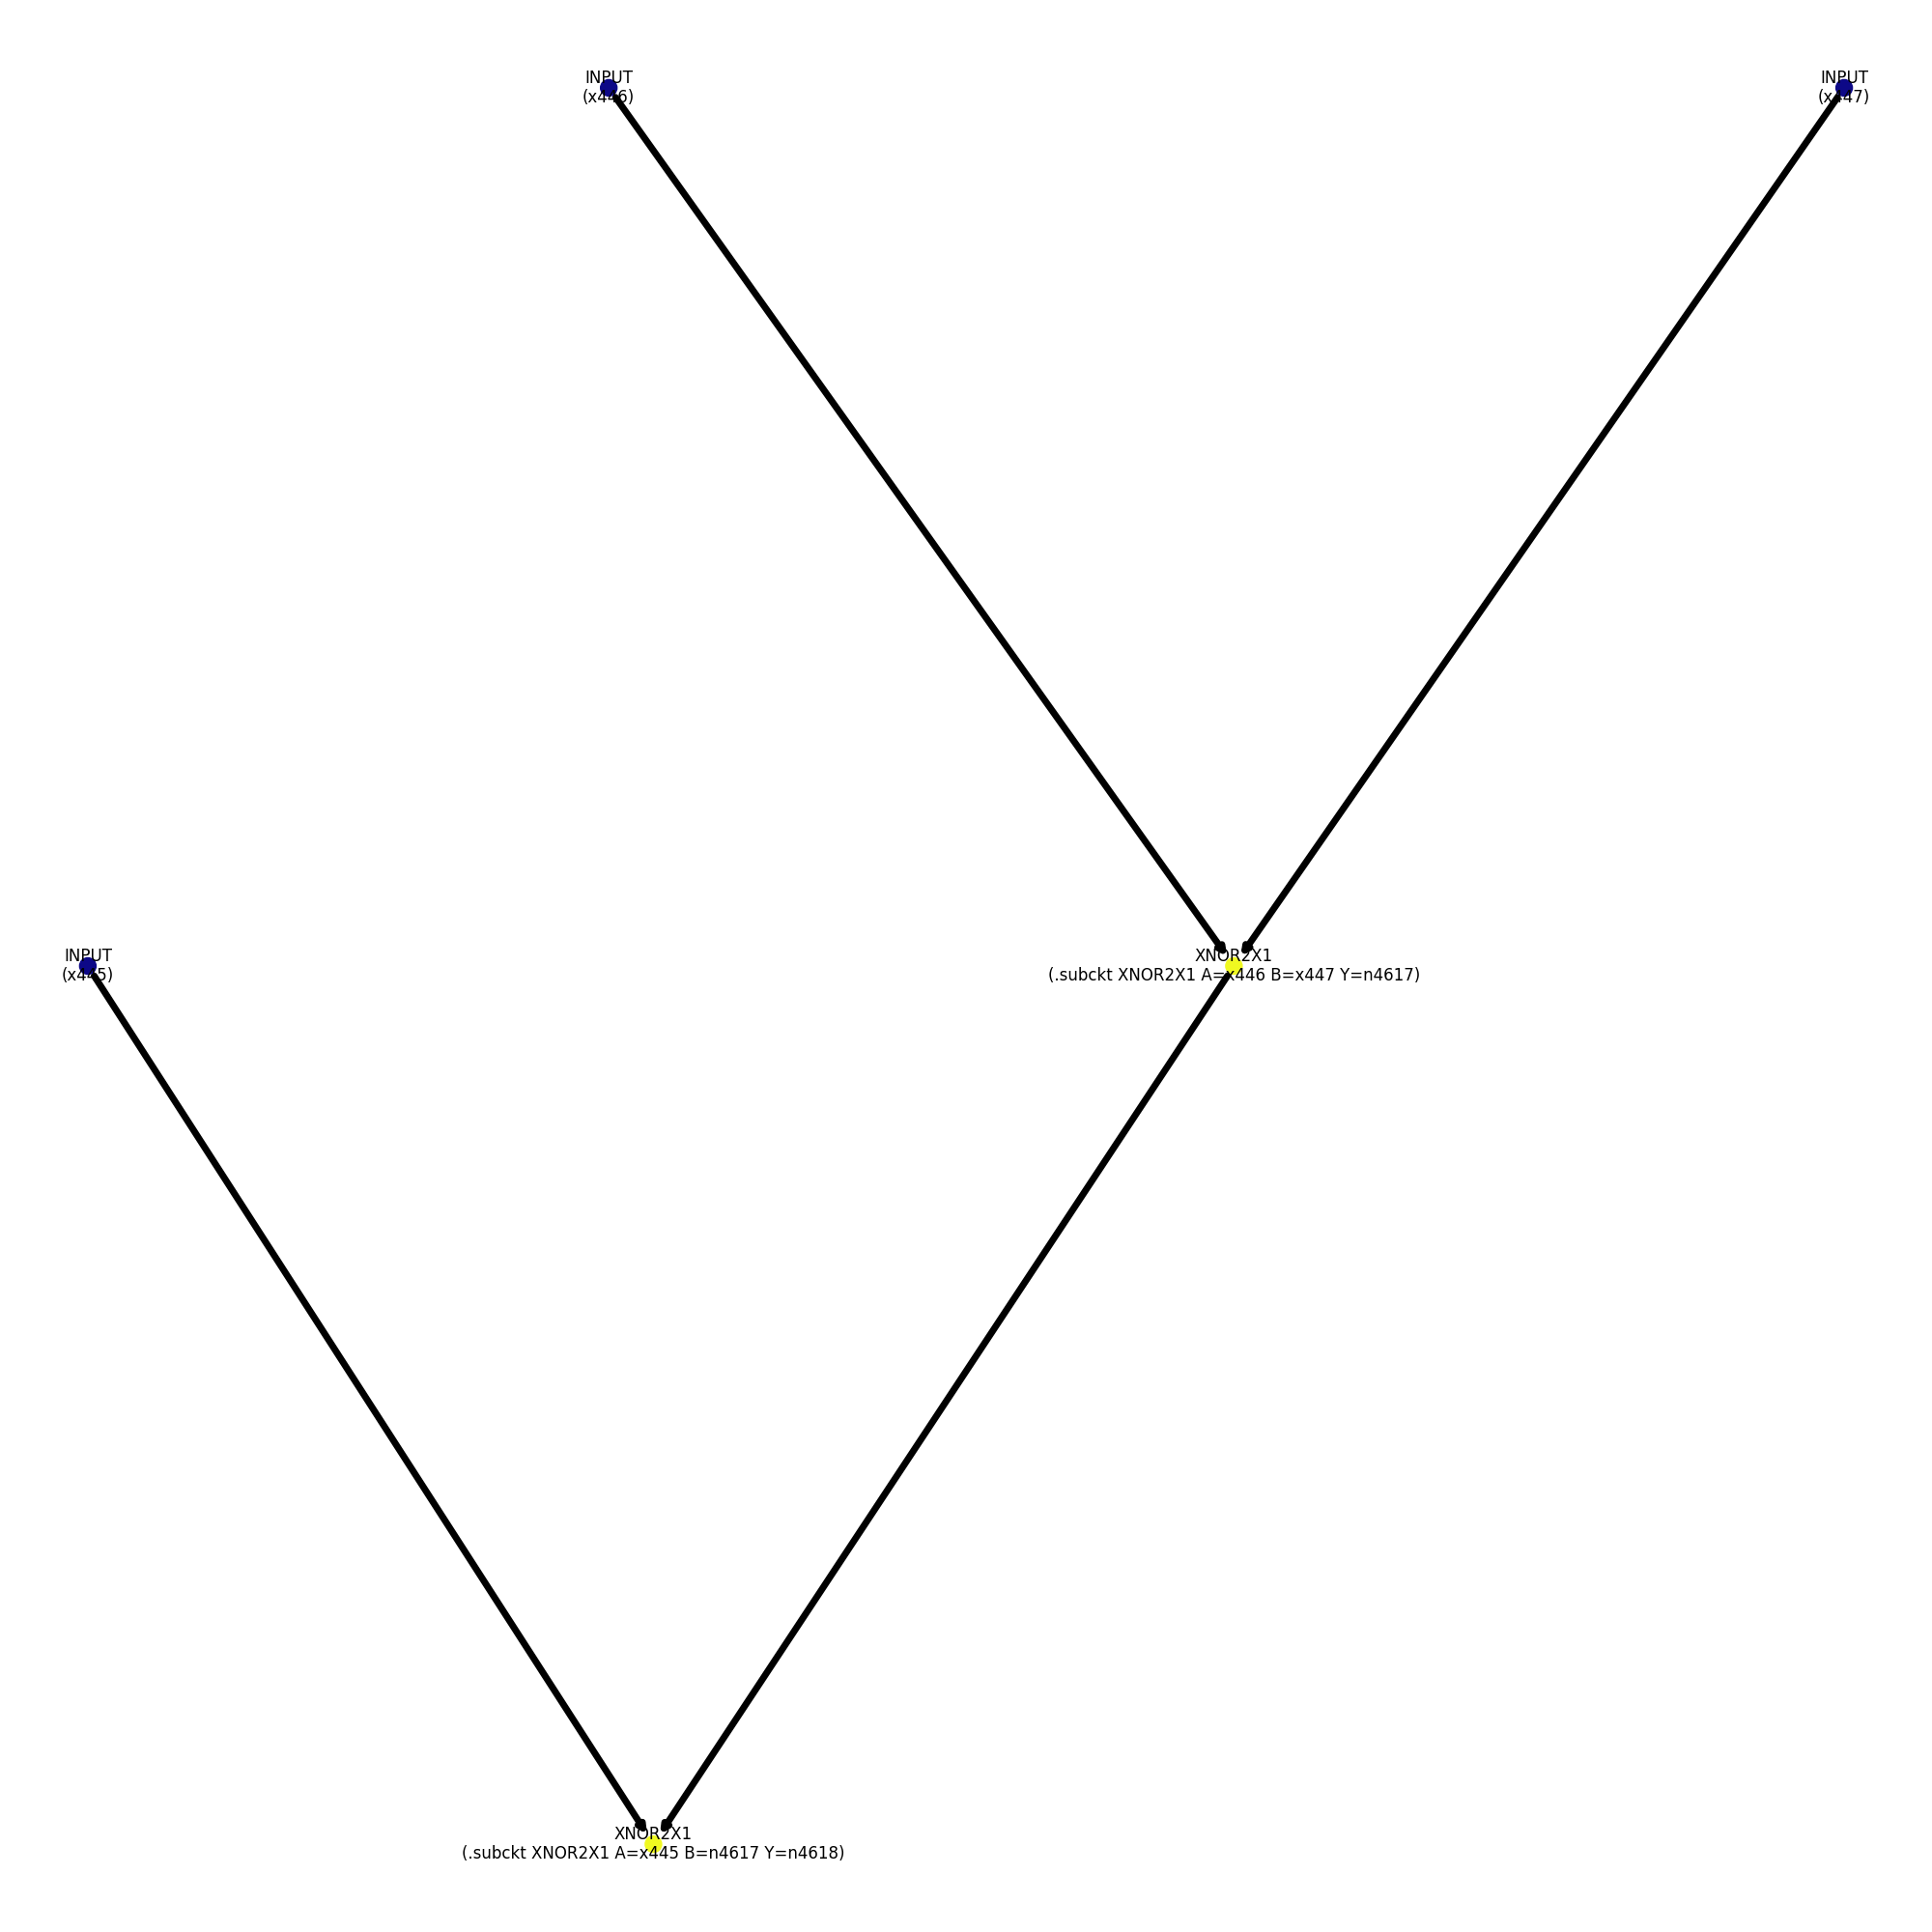 INPUT
(x446)
INPUT
(x447)
INPUT
(x445)
XNOR2X1
(.subckt XNOR2X1 A=x446 B=x447 Y=n4617)
XNOR2X1
(.subckt XNOR2X1 A=x445 B=n4617 Y=n4618)